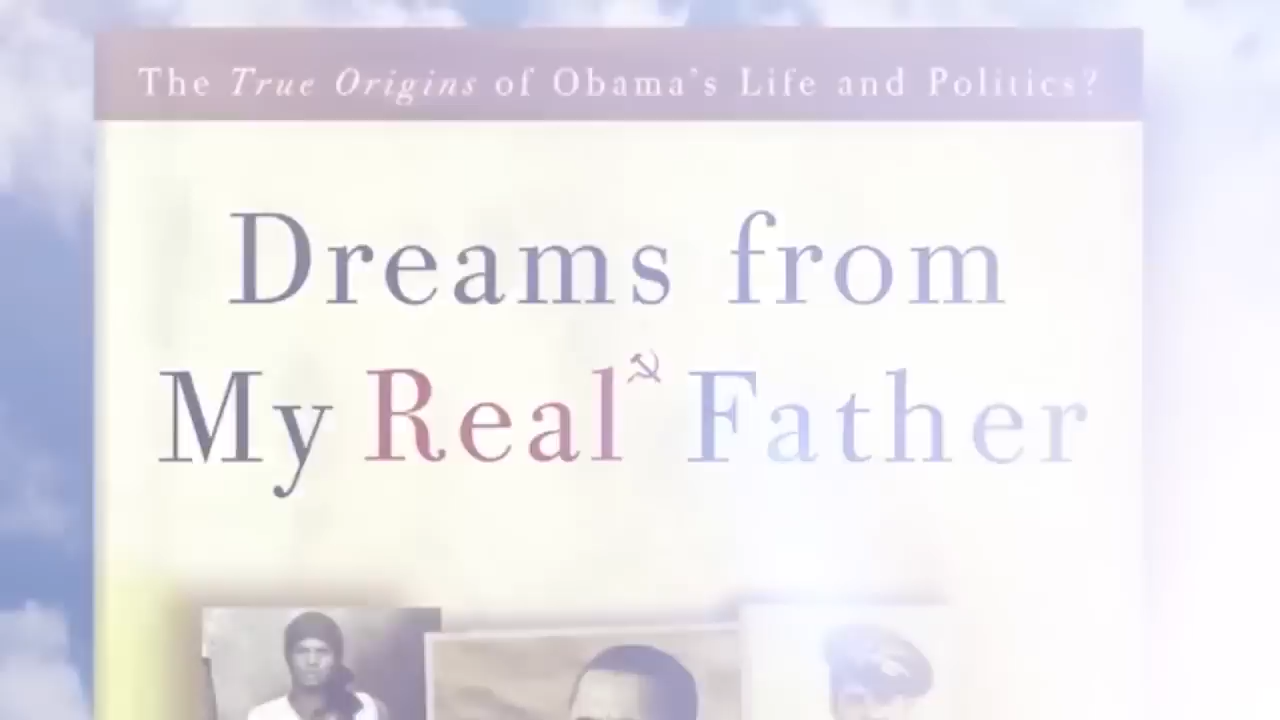 The True Origins of Obama's Life and Politics?
Dreams from
My Real Father